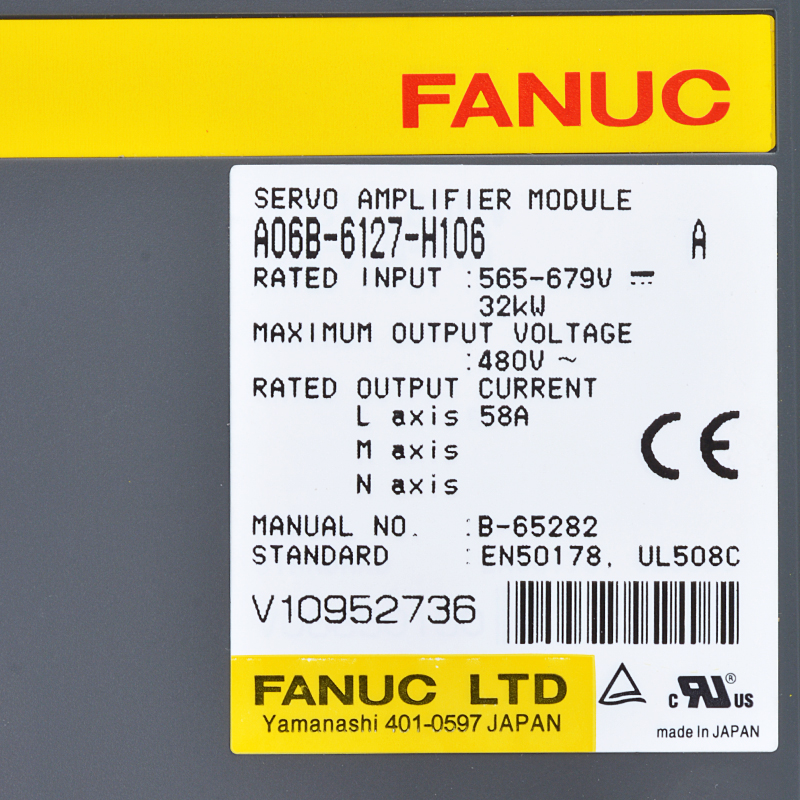 FANUC
SERVO AMPLIFIER MODULE
A06B-6127-H106 A
RATED INPUT :565-679V ⎓
32kW
MAXIMUM OUTPUT VOLTAGE
:480V ~
RATED OUTPUT CURRENT
L axis 58A
M axis
N axis
CE
MANUAL NO. :B-65282
STANDARD :EN50178, UL508C
V10952736
FANUC LTD
Yamanashi 401-0597 JAPAN
c RU® US
made in JAPAN